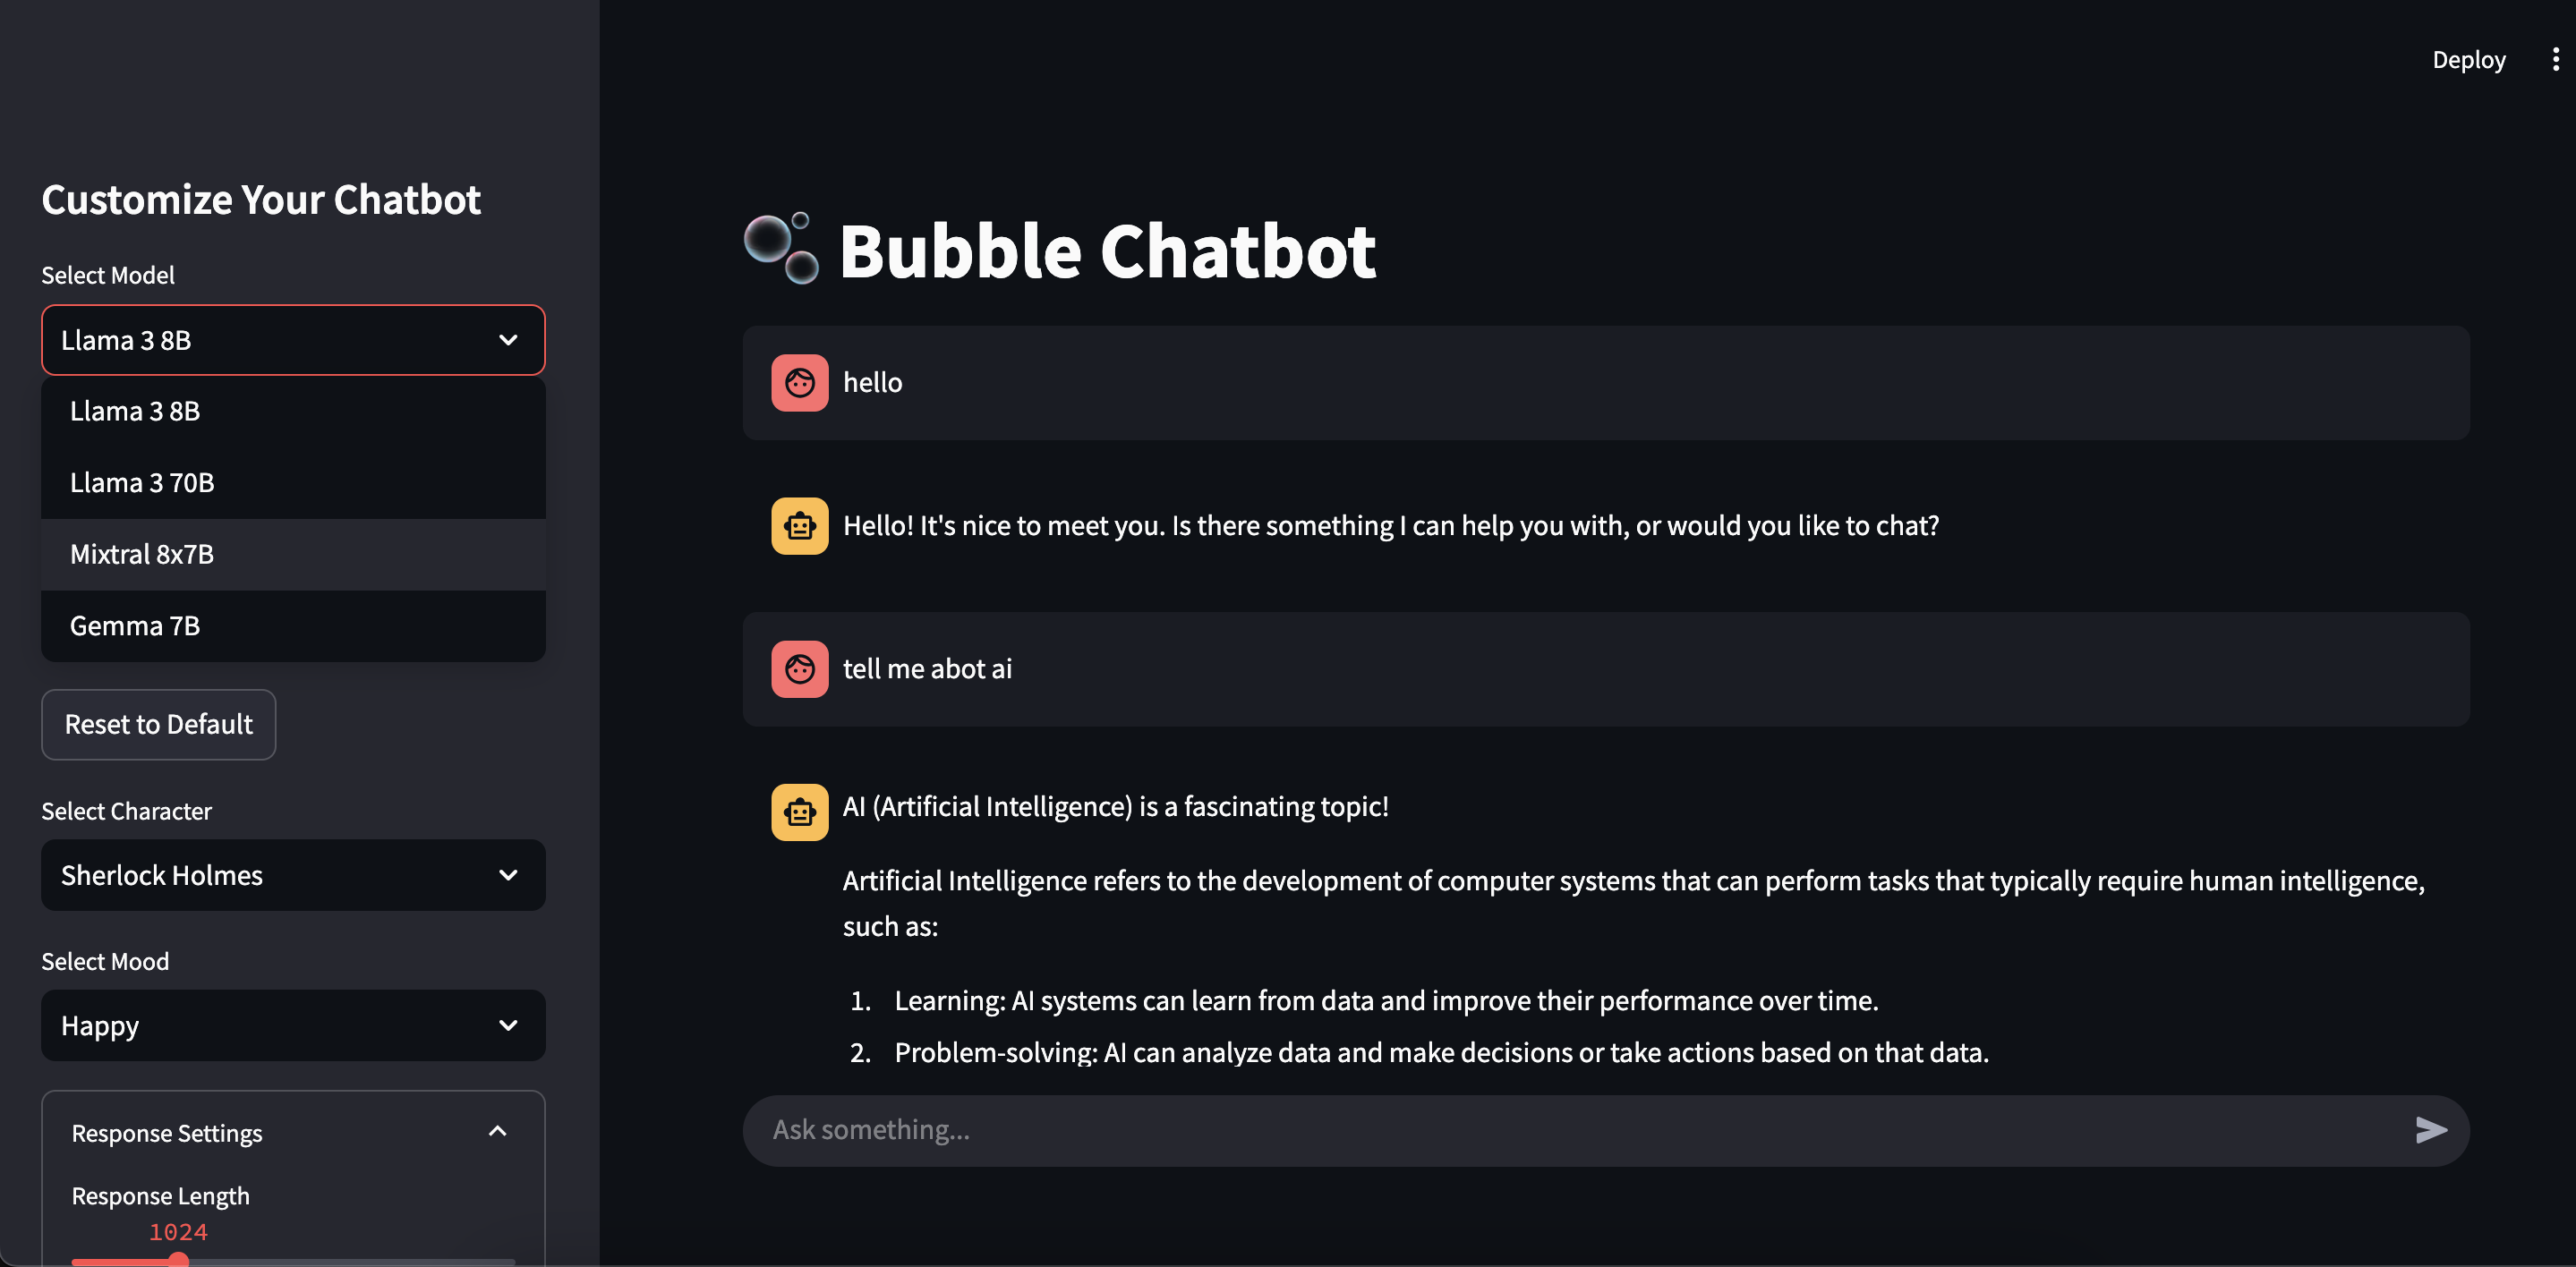 Deploy
Customize Your Chatbot
Select Model
Llama 3 8B
Llama 3 8B
Llama 3 70B
Mixtral 8x7B
Gemma 7B
Reset to Default
Select Character
Sherlock Holmes
Select Mood
Happy
Response Settings
Response Length
1024
Bubble Chatbot
hello
Hello! It's nice to meet you. Is there something I can help you with, or would you like to chat?
tell me abot ai
AI (Artificial Intelligence) is a fascinating topic!
Artificial Intelligence refers to the development of computer systems that can perform tasks that typically require human intelligence,
such as:
1. Learning: AI systems can learn from data and improve their performance over time.
2. Problem-solving: AI can analyze data and make decisions or take actions based on that data.
Ask something...